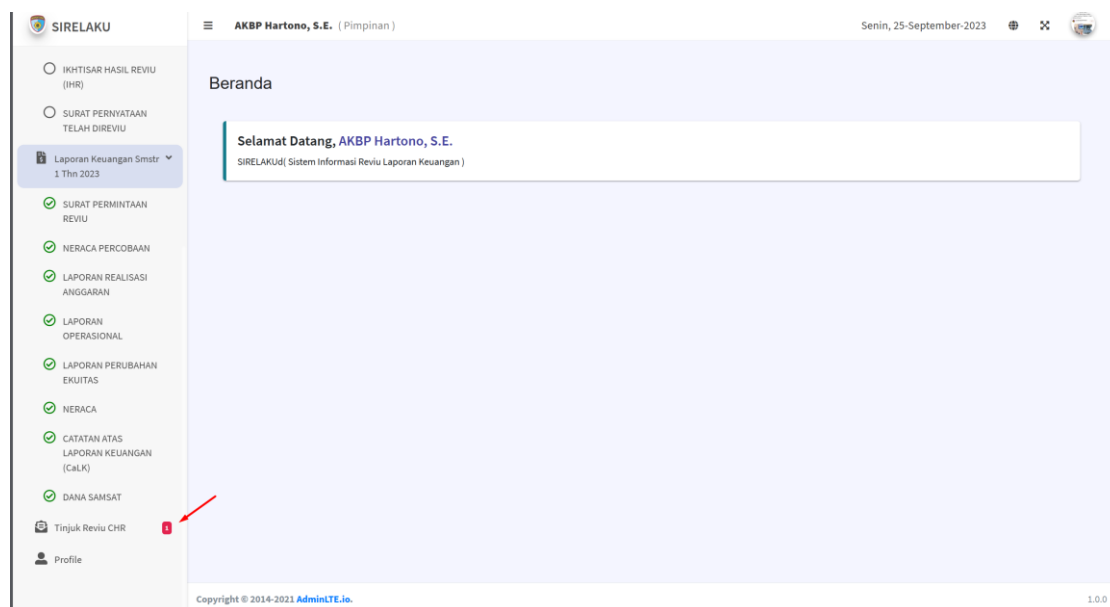 SIRELAKU
AKBP Hartono, S.E. ( Pimpinan )
Senin, 25-September-2023
IKHTISAR HASIL REVIU
(IHR)
SURAT PERNYATAAN
TELAH DIREVIU
Laporan Keuangan Smstr
1 Thn 2023
SURAT PERMINTAAN
REVIU
NERACA PERCOBAAN
LAPORAN REALISASI
ANGGARAN
LAPORAN
OPERASIONAL
LAPORAN PERUBAHAN
EKUITAS
NERACA
CATATAN ATAS
LAPORAN KEUANGAN
(CaLK)
DANA SAMSAT
Tinjuk Reviu CHR 1
Profile
Beranda
Selamat Datang, AKBP Hartono, S.E.
SIRELAKUd( Sistem Informasi Reviu Laporan Keuangan )
Copyright © 2014-2021 AdminLTE.io.
1.0.0